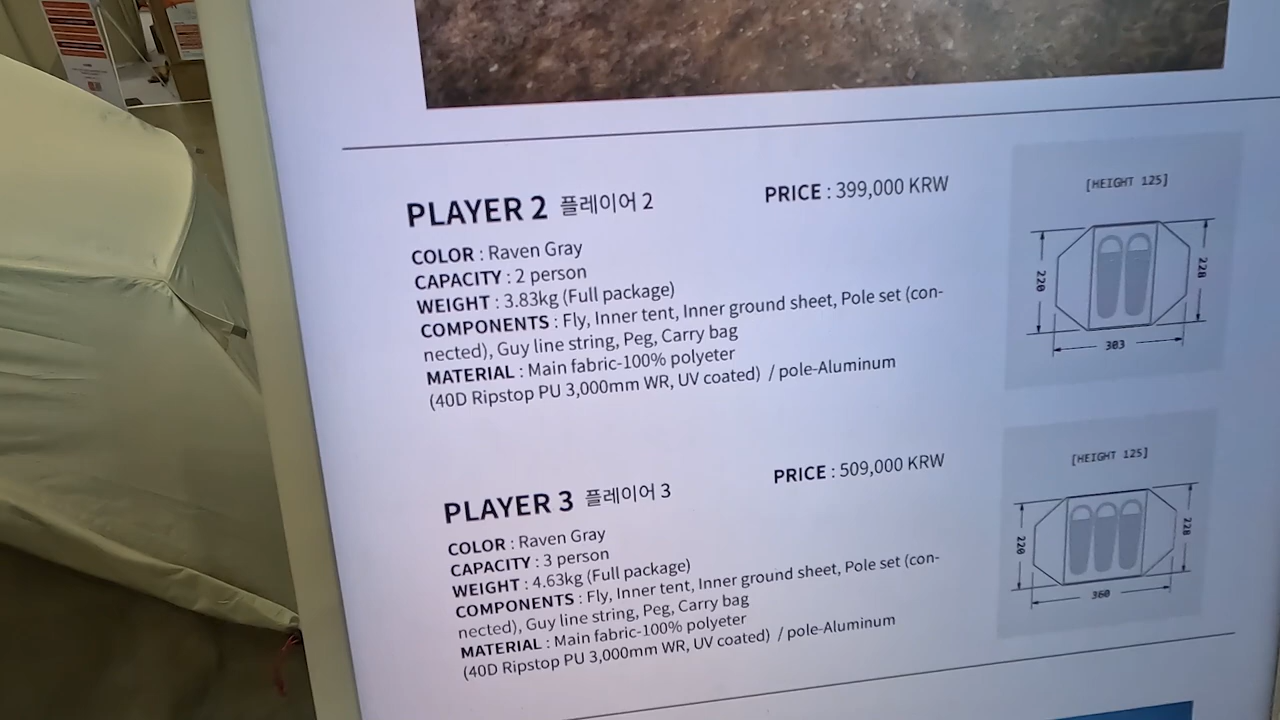 PLAYER 2 플레이어 2
PRICE : 399,000 KRW
COLOR : Raven Gray
CAPACITY : 2 person
WEIGHT : 3.83kg (Full package)
COMPONENTS : Fly, Inner tent, Inner ground sheet, Pole set (con-
nected), Guy line string, Peg, Carry bag
MATERIAL : Main fabric-100% polyeter
(40D Ripstop PU 3,000mm WR, UV coated) / pole-Aluminum
[HEIGHT 125]
220
220
303
PLAYER 3 플레이어 3
PRICE : 509,000 KRW
COLOR : Raven Gray
CAPACITY : 3 person
WEIGHT : 4.63kg (Full package)
COMPONENTS : Fly, Inner tent, Inner ground sheet, Pole set (con-
nected), Guy line string, Peg, Carry bag
MATERIAL : Main fabric-100% polyeter
(40D Ripstop PU 3,000mm WR, UV coated) / pole-Aluminum
[HEIGHT 125]
220
220
360